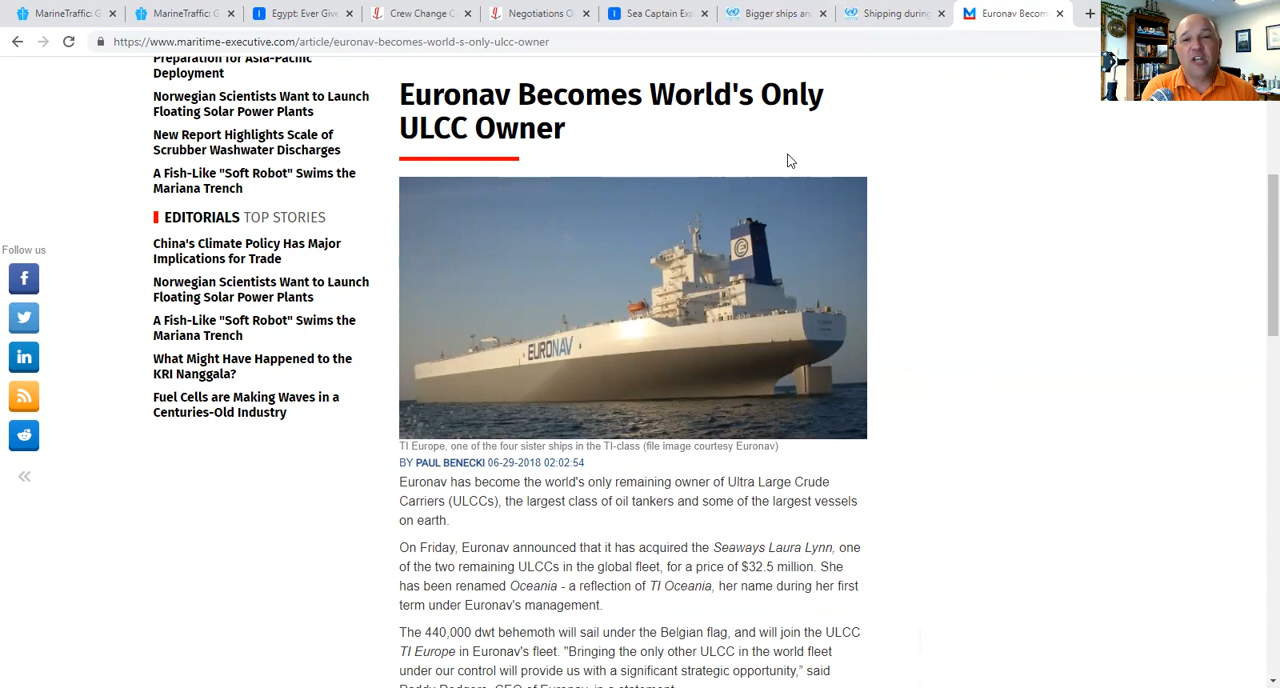 MarineTraffic: G
MarineTraffic: G
Egypt: Ever Give
Crew Change C
Negotiations O
Sea Captain Exp
Bigger ships an
Shipping during
Euronav Becom
https://www.maritime-executive.com/article/euronav-becomes-world-s-only-ulcc-owner
Preparation for Asia-Pacific
Deployment
Norwegian Scientists Want to Launch
Floating Solar Power Plants
New Report Highlights Scale of
Scrubber Washwater Discharges
A Fish-Like "Soft Robot" Swims the
Mariana Trench
EDITORIALS TOP STORIES
China's Climate Policy Has Major
Implications for Trade
Norwegian Scientists Want to Launch
Floating Solar Power Plants
A Fish-Like "Soft Robot" Swims the
Mariana Trench
What Might Have Happened to the
KRI Nanggala?
Fuel Cells are Making Waves in a
Centuries-Old Industry
Follow us
Euronav Becomes World's Only
ULCC Owner
EURONAV
TI Europe, one of the four sister ships in the TI-class (file image courtesy Euronav)
BY PAUL BENECKI 06-29-2018 02:02:54
Euronav has become the world's only remaining owner of Ultra Large Crude
Carriers (ULCCs), the largest class of oil tankers and some of the largest vessels
on earth.
On Friday, Euronav announced that it has acquired the Seaways Laura Lynn, one
of the two remaining ULCCs in the global fleet, for a price of $32.5 million. She
has been renamed Oceania - a reflection of TI Oceania, her name during her first
term under Euronav's management.
The 440,000 dwt behemoth will sail under the Belgian flag, and will join the ULCC
TI Europe in Euronav's fleet. "Bringing the only other ULCC in the world fleet
under our control will provide us with a significant strategic opportunity," said
Paddy Rodgers, CEO of Euronav, in a statement.